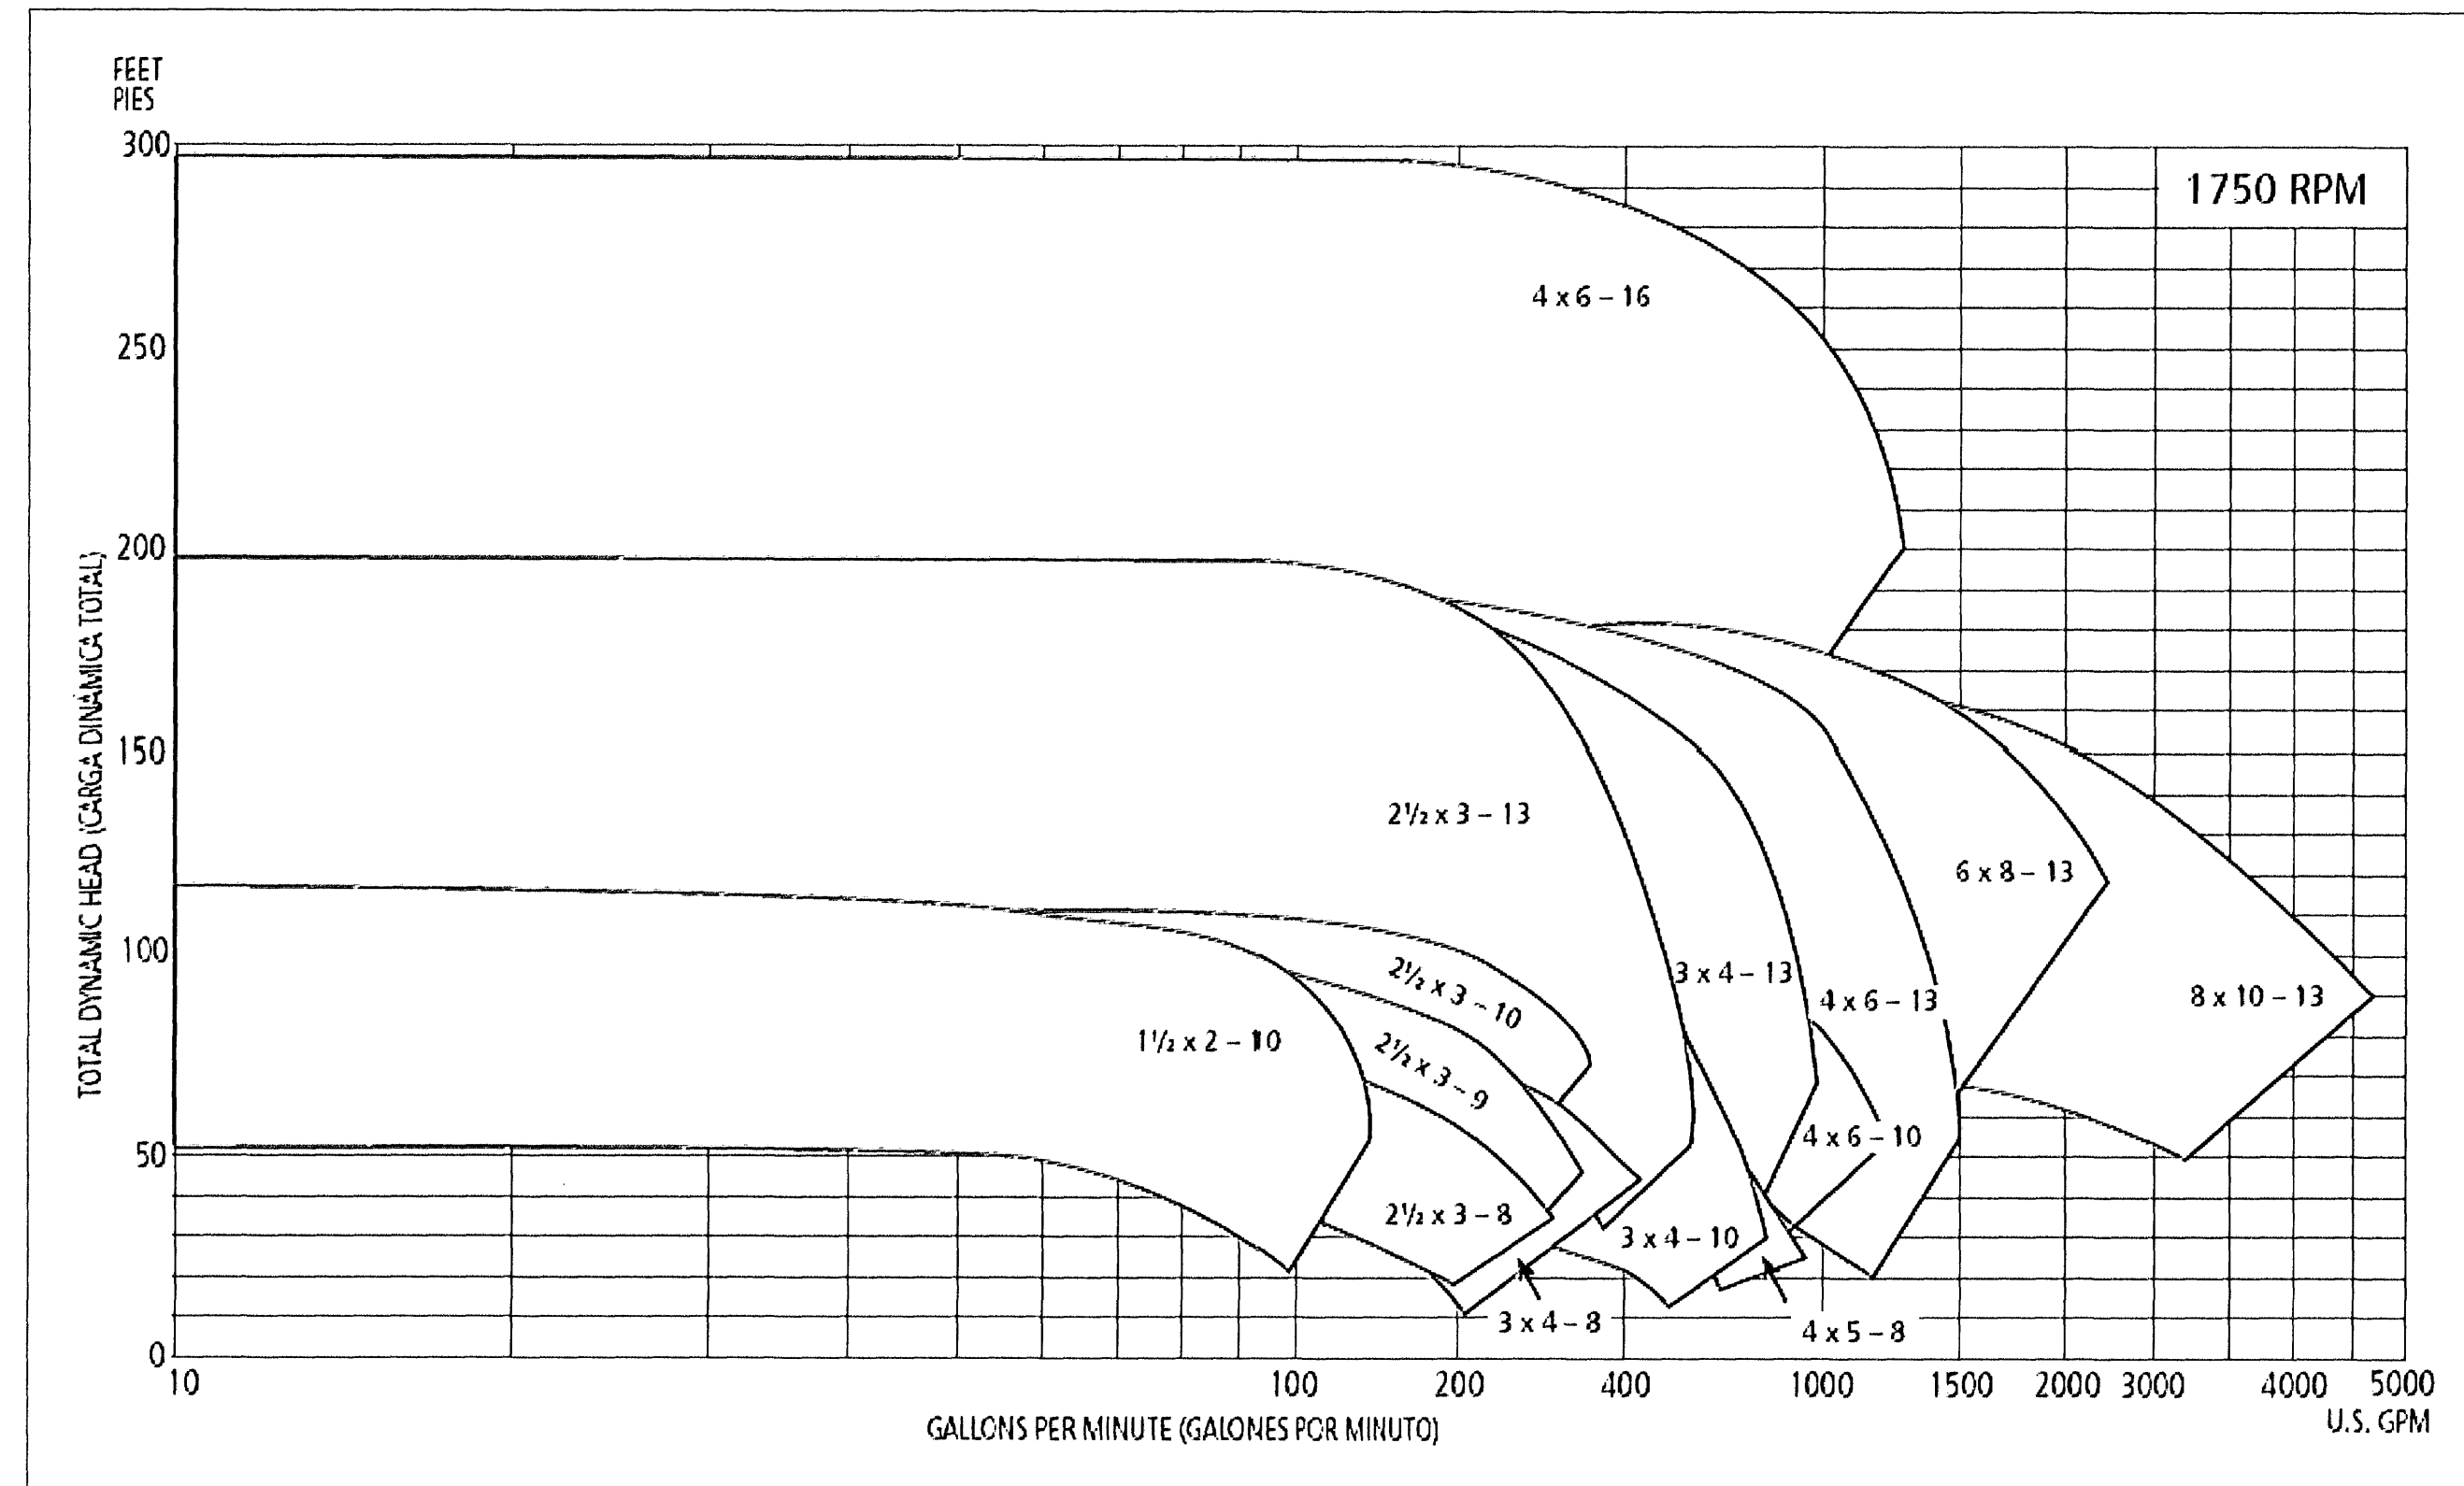 FEET
PIES
300
1750 RPM
4 x 6 – 16
250
200
TOTAL DYNAMIC HEAD (CARGA DINÁMICA TOTAL)
150
2½ x 3 – 13
6 x 8 – 13
100
2½ x 3 – 10
3 x 4 – 13
4 x 6 – 13
8 x 10 – 13
1½ x 2 – 10
2½ x 3 – 9
50
4 x 6 – 10
2½ x 3 – 8
3 x 4 – 10
3 x 4 – 8
4 x 5 – 8
0
10 100 200 400 1000 1500 2000 3000 4000 5000
GALLONS PER MINUTE (GALONES POR MINUTO)
U.S. GPM